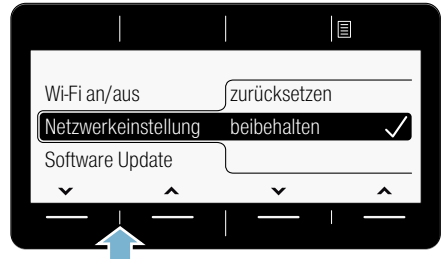 Wi-Fi an/aus zurücksetzen
Netzwerkeinstellung beibehalten
Software Update